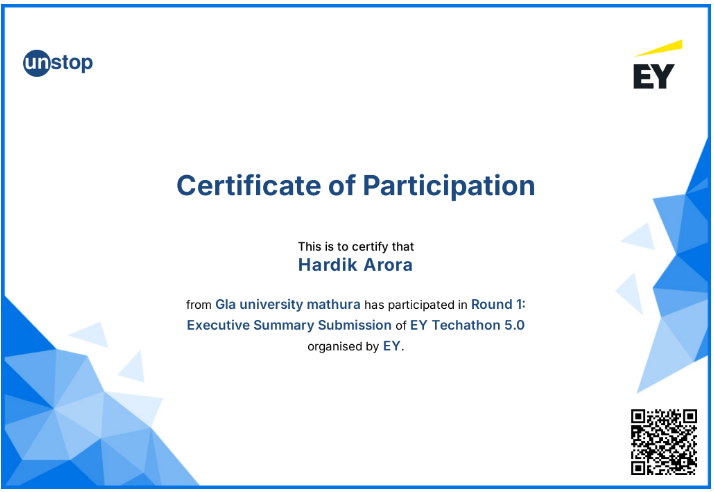 unstop
EY
Certificate of Participation
This is to certify that
Hardik Arora
from Gla university mathura has participated in Round 1:
Executive Summary Submission of EY Techathon 5.0
organised by EY.